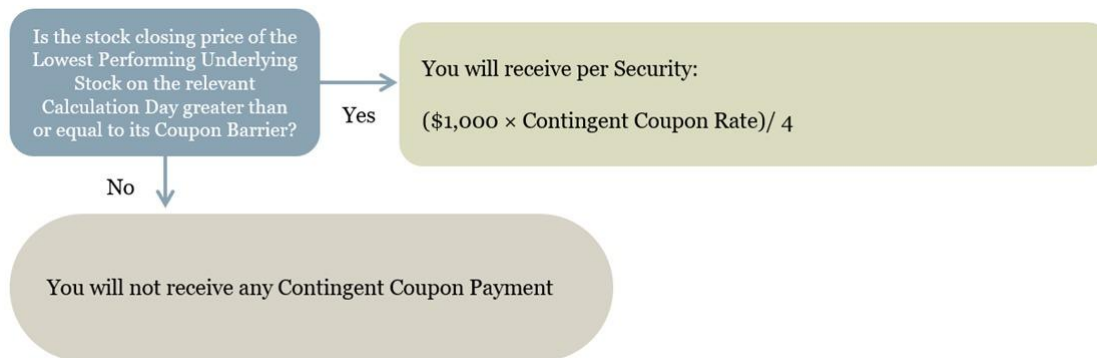 Is the stock closing price of the
Lowest Performing Underlying
Stock on the relevant
Calculation Day greater than
or equal to its Coupon Barrier?
Yes
You will receive per Security:
($1,000 × Contingent Coupon Rate)/ 4
No
You will not receive any Contingent Coupon Payment